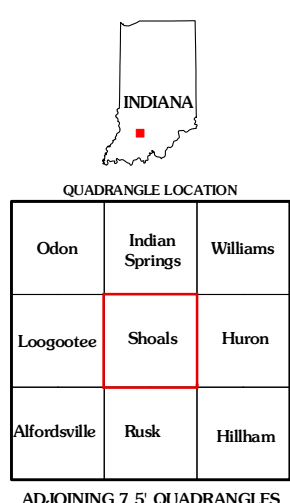 INDIANA
QUADRANGLE LOCATION
Odon
Indian
Springs
Williams
Loogootee
Shoals
Huron
Alfordsville
Rusk
Hillham
ADJOINING 7.5' QUADRANGLES